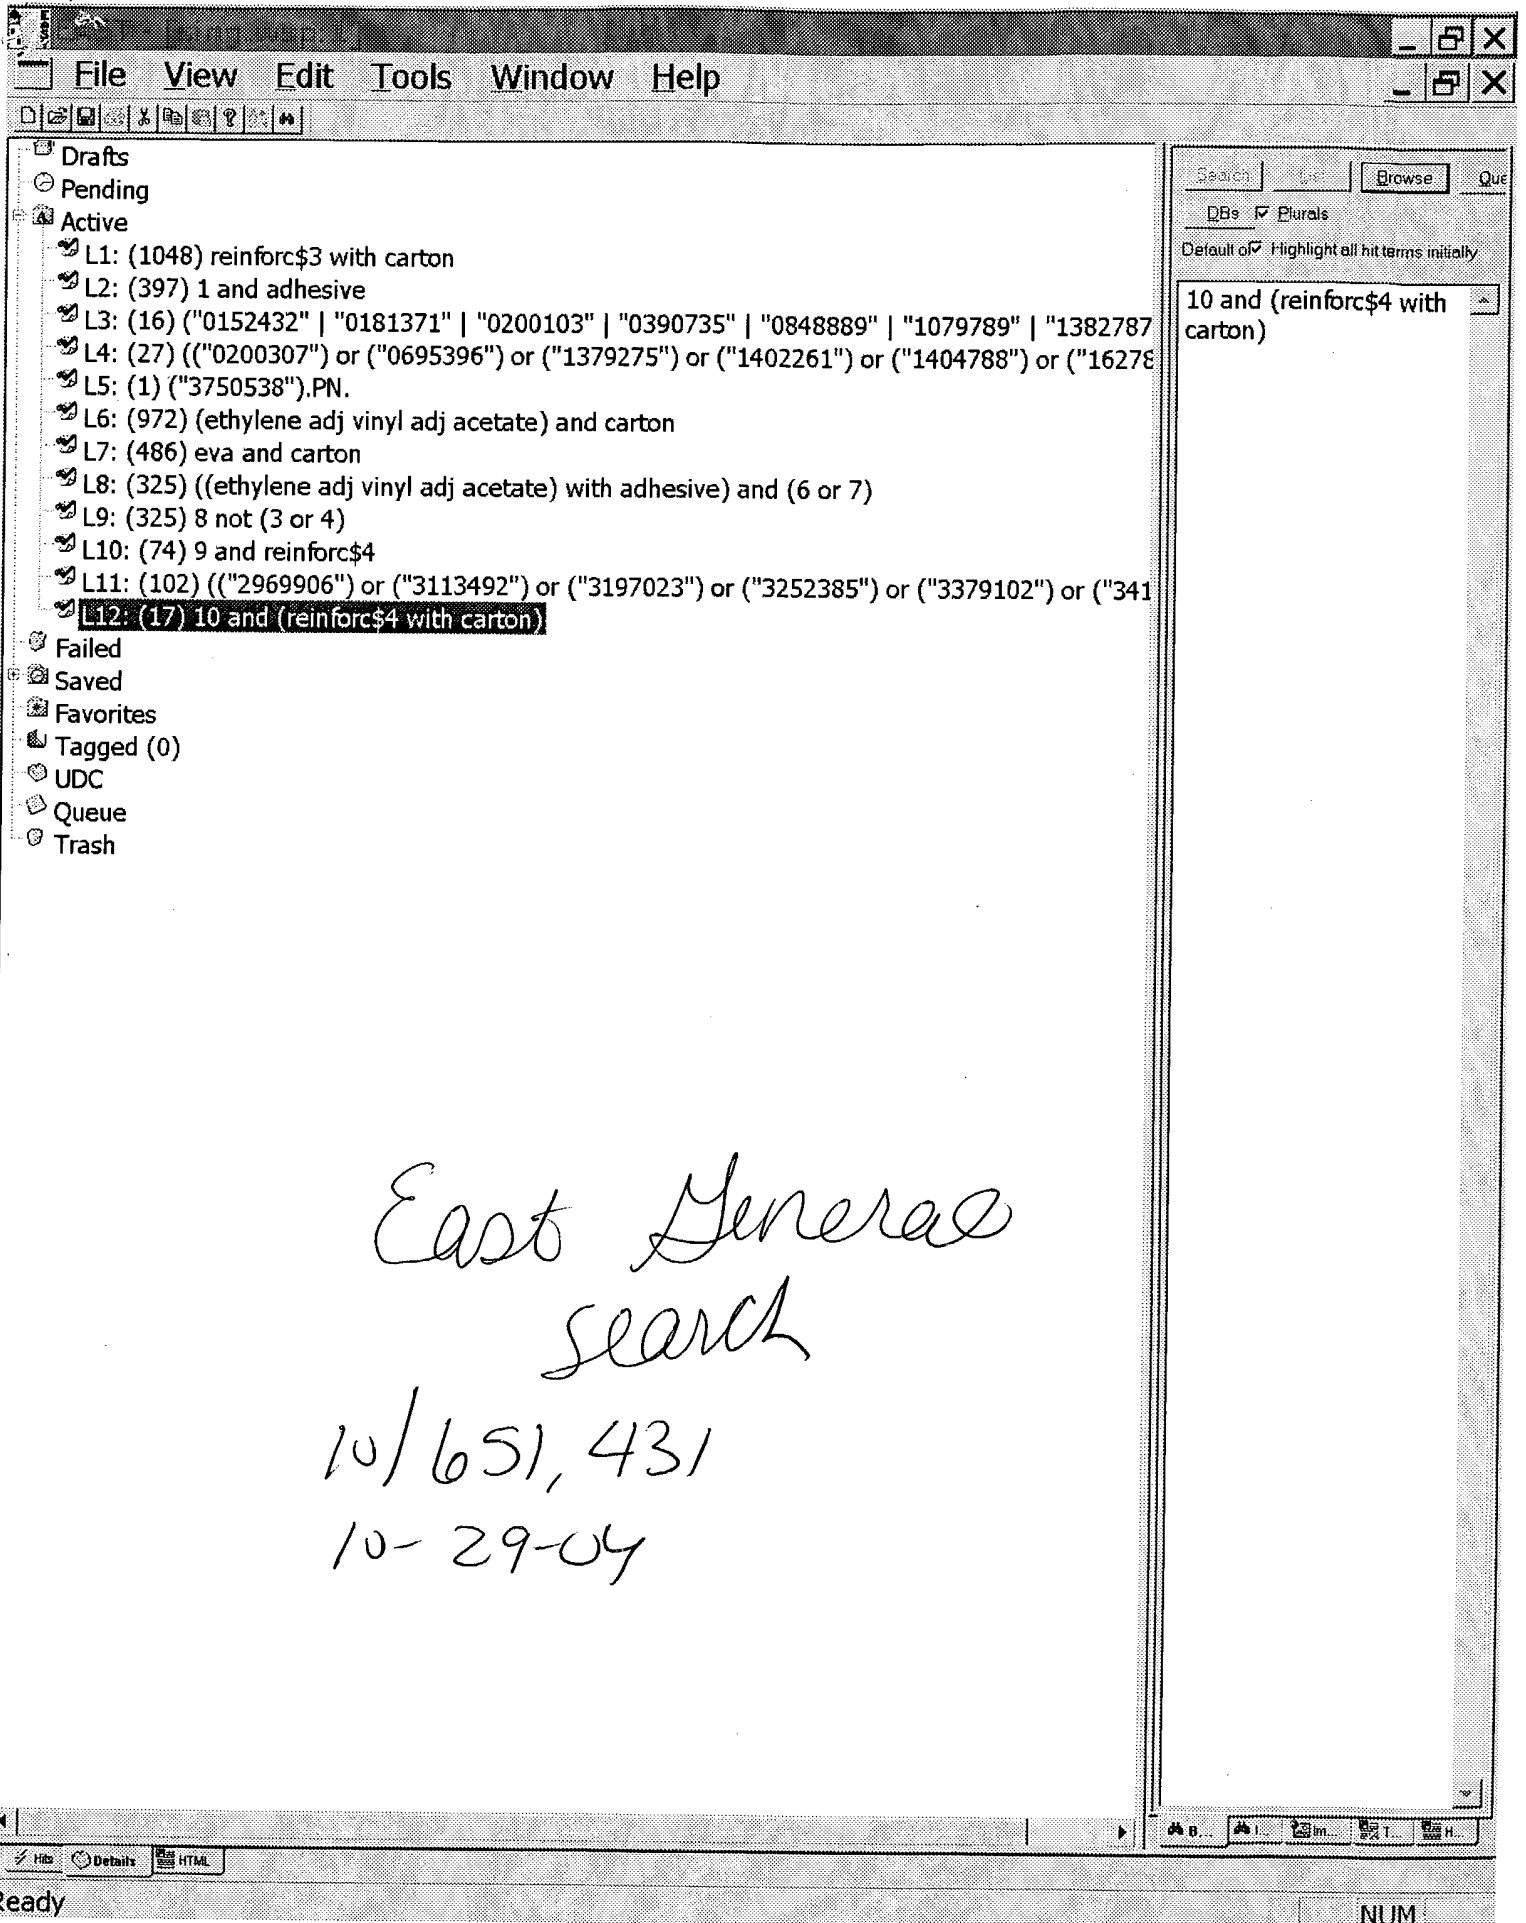 File View Edit Tools Window Help
Drafts
Pending
Active
L1: (1048) reinforc$3 with carton
L2: (397) 1 and adhesive
L3: (16) ("0152432" | "0181371" | "0200103" | "0390735" | "0848889" | "1079789" | "1382787
L4: (27) (("0200307") or ("0695396") or ("1379275") or ("1402261") or ("1404788") or ("16278
L5: (1) ("3750538").PN.
L6: (972) (ethylene adj vinyl adj acetate) and carton
L7: (486) eva and carton
L8: (325) ((ethylene adj vinyl adj acetate) with adhesive) and (6 or 7)
L9: (325) 8 not (3 or 4)
L10: (74) 9 and reinforc$4
L11: (102) (("2969906") or ("3113492") or ("3197023") or ("3252385") or ("3379102") or ("341
L12: (17) 10 and (reinforc$4 with carton)
Failed
Saved
Favorites
Tagged (0)
UDC
Queue
Trash
Search Browse Que
DBs Plurals
Default o Highlight all hit terms initially
10 and (reinforc$4 with
carton)
East General
search
10/651,431
10-29-04
B... I... Im... T... H...
Hits Details HTML
Ready
NUM